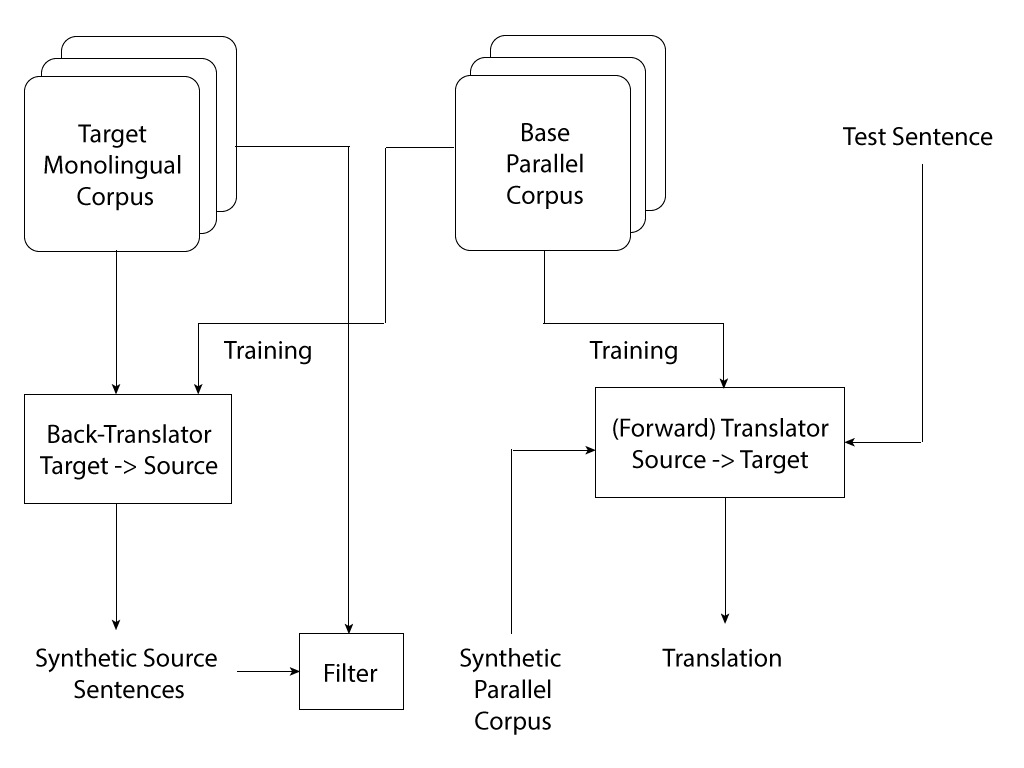 Target
Monolingual
Corpus
Base
Parallel
Corpus
Test Sentence
Training
Training
Back-Translator
Target -> Source
(Forward) Translator
Source -> Target
Synthetic Source
Sentences
Filter
Synthetic
Parallel
Corpus
Translation